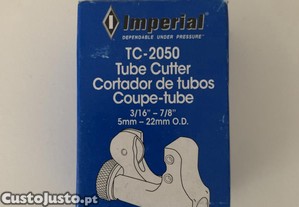 Imperial
DEPENDABLE UNDER PRESSURE
TC-2050
Tube Cutter
Cortador de tubos
Coupe-tube
3/16" – 7/8"
5mm – 22mm O.D.
CustoJusto.pt